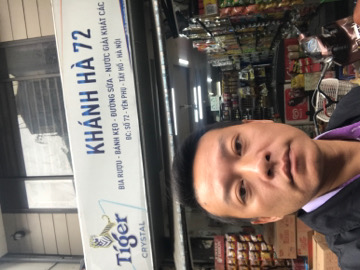 KHÁNH HÀ 72
BIA RƯỢU - BÁNH KẸO - ĐƯỜNG SỮA - NƯỚC GIẢI KHÁT CÁC
ĐC: SỐ 72 - YÊN PHỤ - TÂY HỒ - HÀ NỘI
Tiger
CRYSTAL